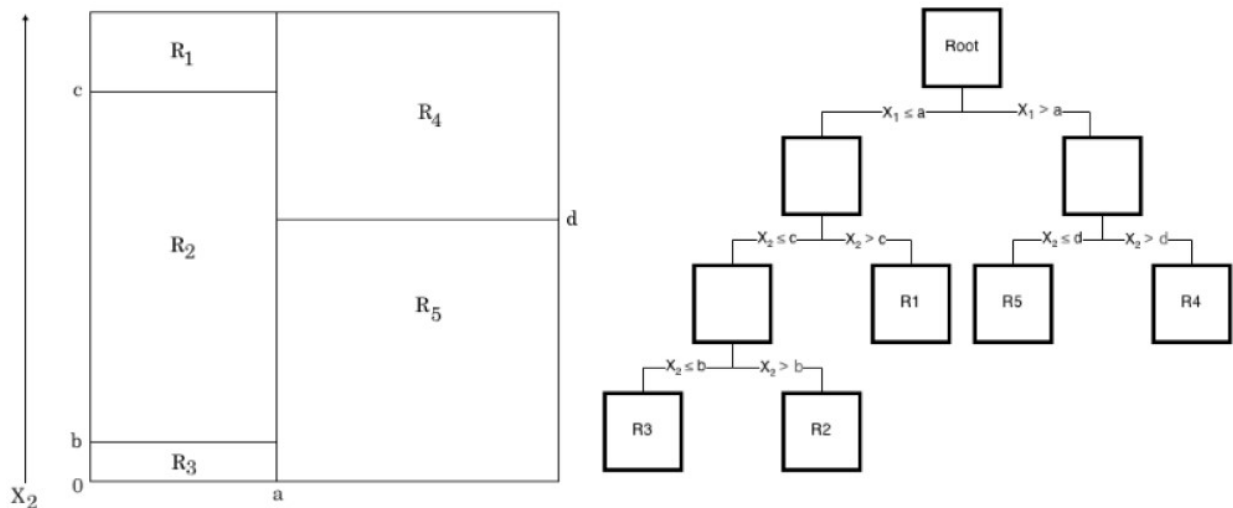 R₁
c
R₄
R₂
d
R₅
b
R₃
0
a
X₂
Root
X₁ ≤ a
X₁ > a
X₂ ≤ c
X₂ > c
X₂ ≤ d
X₂ > d
R1
R5
R4
X₂ ≤ b
X₂ > b
R3
R2